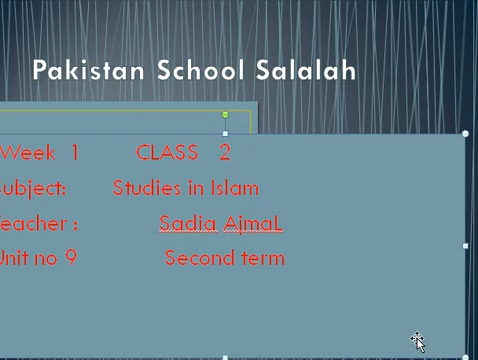 Pakistan School Salalah
Week 1 CLASS 2
ubject: Studies in Islam
eacher : Sadia AjmaL
Unit no 9 Second term